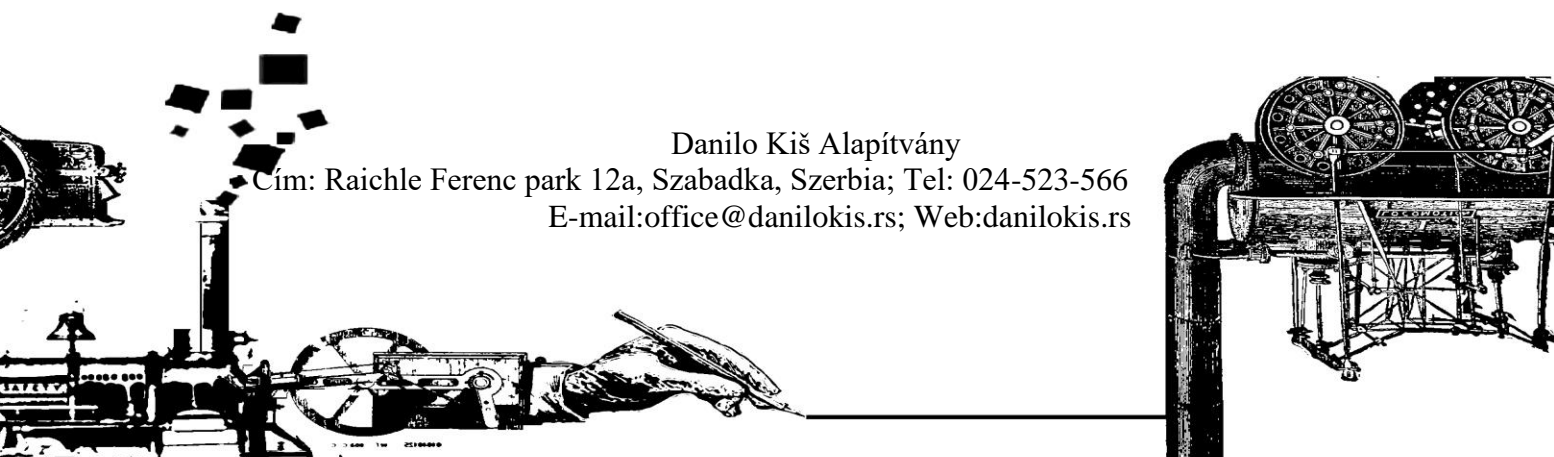 Danilo Kiš Alapítvány
Cím: Raichle Ferenc park 12a, Szabadka, Szerbia; Tel: 024-523-566
E-mail:office@danilokis.rs; Web:danilokis.rs